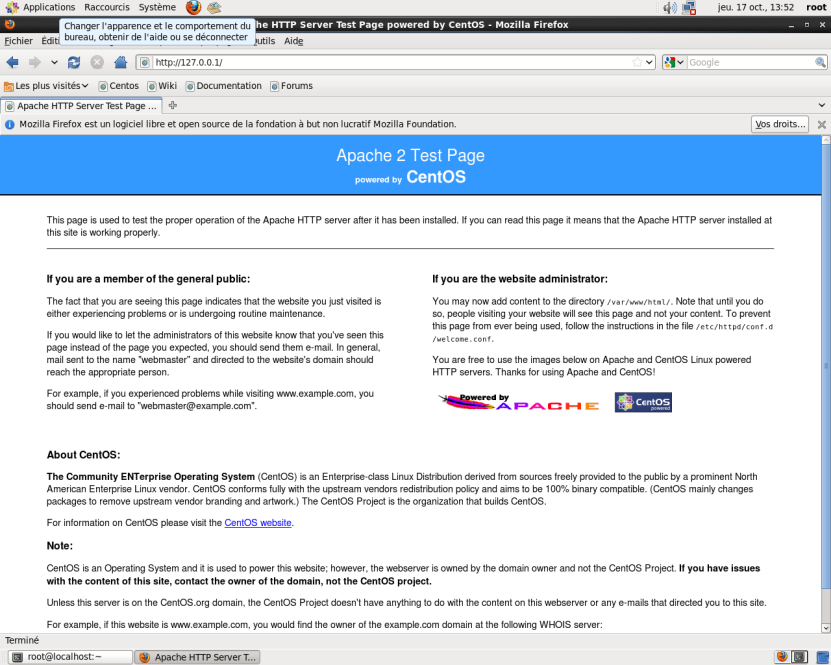 Applications Raccourcis Système jeu. 17 oct., 13:52 root
Changer l'apparence et le comportement du
bureau, obtenir de l'aide ou se déconnecter
he HTTP Server Test Page powered by CentOS - Mozilla Firefox
Fichier Édit utils Aide
http://127.0.0.1/ Google
Les plus visités Centos Wiki Documentation Forums
Apache HTTP Server Test Page ...
Mozilla Firefox est un logiciel libre et open source de la fondation à but non lucratif Mozilla Foundation. Vos droits...
Apache 2 Test Page
powered by CentOS
This page is used to test the proper operation of the Apache HTTP server after it has been installed. If you can read this page it means that the Apache HTTP server installed at
this site is working properly.
If you are a member of the general public:
The fact that you are seeing this page indicates that the website you just visited is
either experiencing problems or is undergoing routine maintenance.
If you would like to let the administrators of this website know that you've seen this
page instead of the page you expected, you should send them e-mail. In general,
mail sent to the name "webmaster" and directed to the website's domain should
reach the appropriate person.
For example, if you experienced problems while visiting www.example.com, you
should send e-mail to "webmaster@example.com".
If you are the website administrator:
You may now add content to the directory /var/www/html/. Note that until you do
so, people visiting your website will see this page and not your content. To prevent
this page from ever being used, follow the instructions in the file /etc/httpd/conf.d
/welcome.conf.
You are free to use the images below on Apache and CentOS Linux powered
HTTP servers. Thanks for using Apache and CentOS!
Powered by
APACHE
CentOS
powered
About CentOS:
The Community ENTerprise Operating System (CentOS) is an Enterprise-class Linux Distribution derived from sources freely provided to the public by a prominent North
American Enterprise Linux vendor. CentOS conforms fully with the upstream vendors redistribution policy and aims to be 100% binary compatible. (CentOS mainly changes
packages to remove upstream vendor branding and artwork.) The CentOS Project is the organization that builds CentOS.
For information on CentOS please visit the CentOS website.
Note:
CentOS is an Operating System and it is used to power this website; however, the webserver is owned by the domain owner and not the CentOS Project. If you have issues
with the content of this site, contact the owner of the domain, not the CentOS project.
Unless this server is on the CentOS.org domain, the CentOS Project doesn't have anything to do with the content on this webserver or any e-mails that directed you to this site.
For example, if this website is www.example.com, you would find the owner of the example.com domain at the following WHOIS server:
Terminé
root@localhost:~ Apache HTTP Server T...